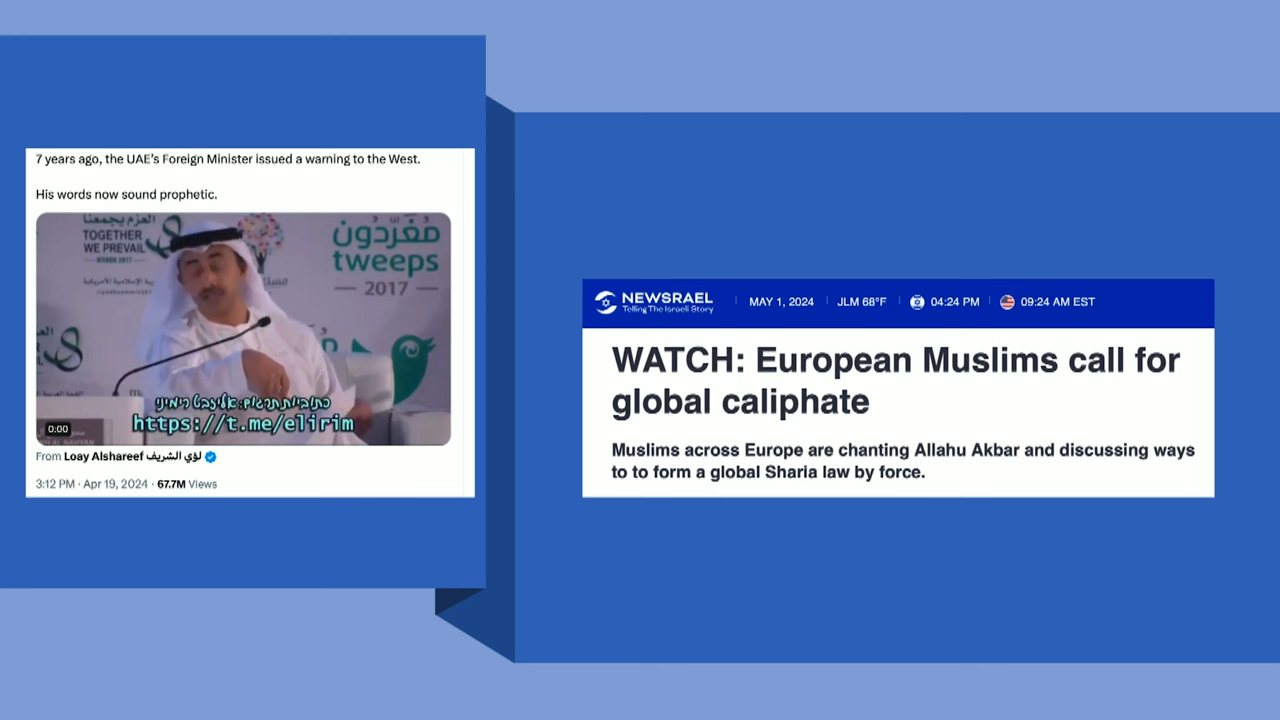 7 years ago, the UAE's Foreign Minister issued a warning to the West.
His words now sound prophetic.
العزم يجمعنا
TOGETHER
WE PREVAIL
RIYADH 2017
مغردون
tweeps
2017
https://t.me/elirim
0:00
From Loay Alshareef لؤي الشريف
3:12 PM · Apr 19, 2024 · 67.7M Views
NEWSRAEL
Telling The Israeli Story
MAY 1, 2024
JLM 68°F
04:24 PM
09:24 AM EST
WATCH: European Muslims call for
global caliphate
Muslims across Europe are chanting Allahu Akbar and discussing ways
to to form a global Sharia law by force.